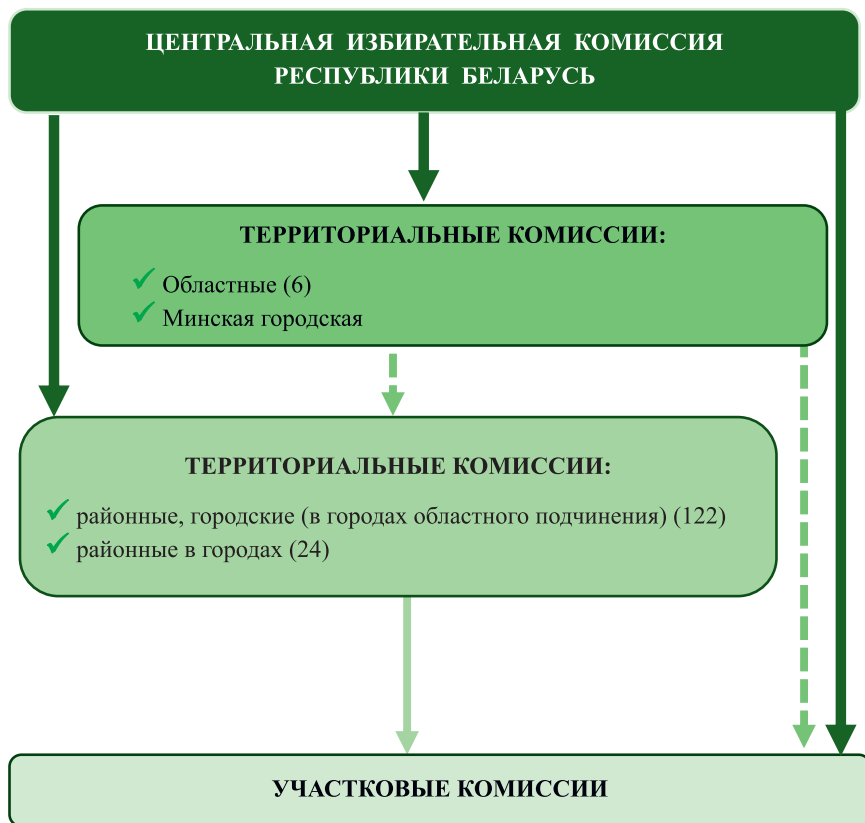 ЦЕНТРАЛЬНАЯ ИЗБИРАТЕЛЬНАЯ КОМИССИЯ
РЕСПУБЛИКИ БЕЛАРУСЬ
ТЕРРИТОРИАЛЬНЫЕ КОМИССИИ:
Областные (6)
Минская городская
ТЕРРИТОРИАЛЬНЫЕ КОМИССИИ:
районные, городские (в городах областного подчинения) (122)
районные в городах (24)
УЧАСТКОВЫЕ КОМИССИИ